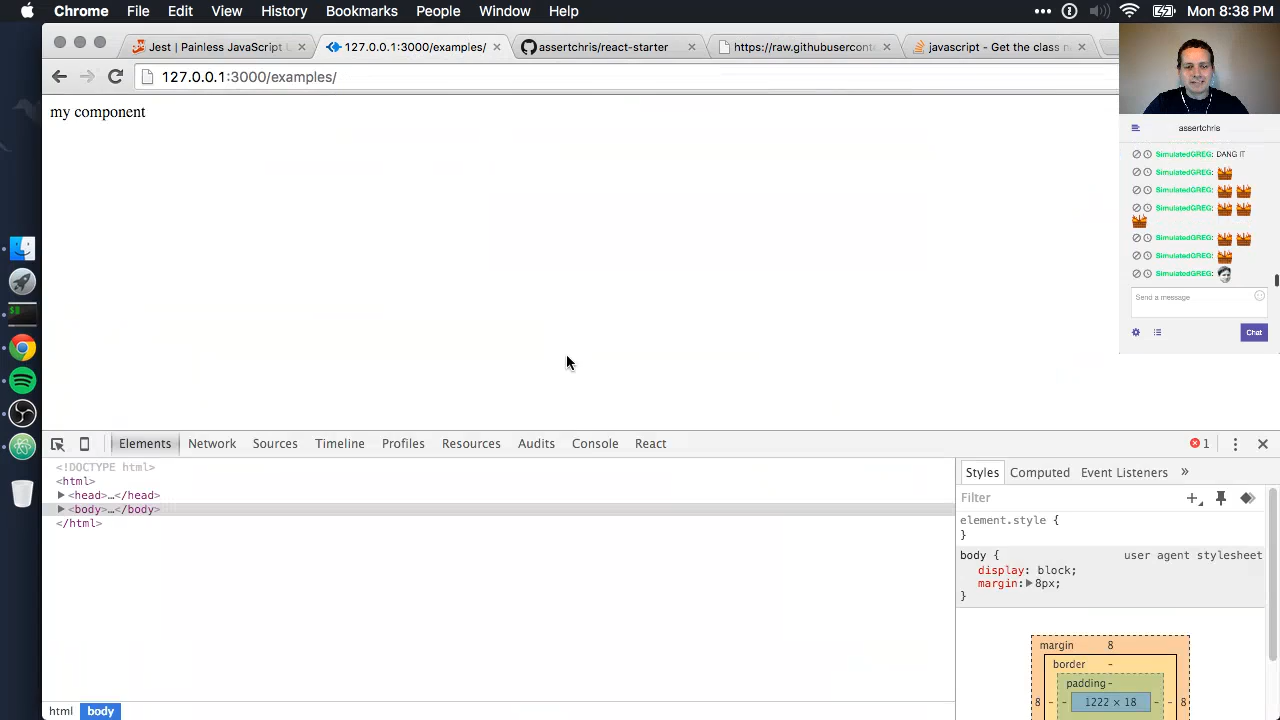 Chrome File Edit View History Bookmarks People Window Help
Mon 8:38 PM
Jest | Painless JavaScript U
127.0.0.1:3000/examples/
assertchris/react-starter
https://raw.githubuserconte
javascript - Get the class n
127.0.0.1:3000/examples/
my component
assertchris
SimulatedGREG: DANG IT
SimulatedGREG:
SimulatedGREG:
SimulatedGREG:
SimulatedGREG:
SimulatedGREG:
SimulatedGREG:
Send a message
Chat
Elements Network Sources Timeline Profiles Resources Audits Console React
1
<!DOCTYPE html>
<html>
▶<head>…</head>
▶<body>…</body>
</html>
html body
Styles Computed Event Listeners »
Filter
element.style {
}
body { user agent stylesheet
display: block;
margin:▶8px;
}
margin 8
border -
padding -
8 - - 1222 × 18 - - 8